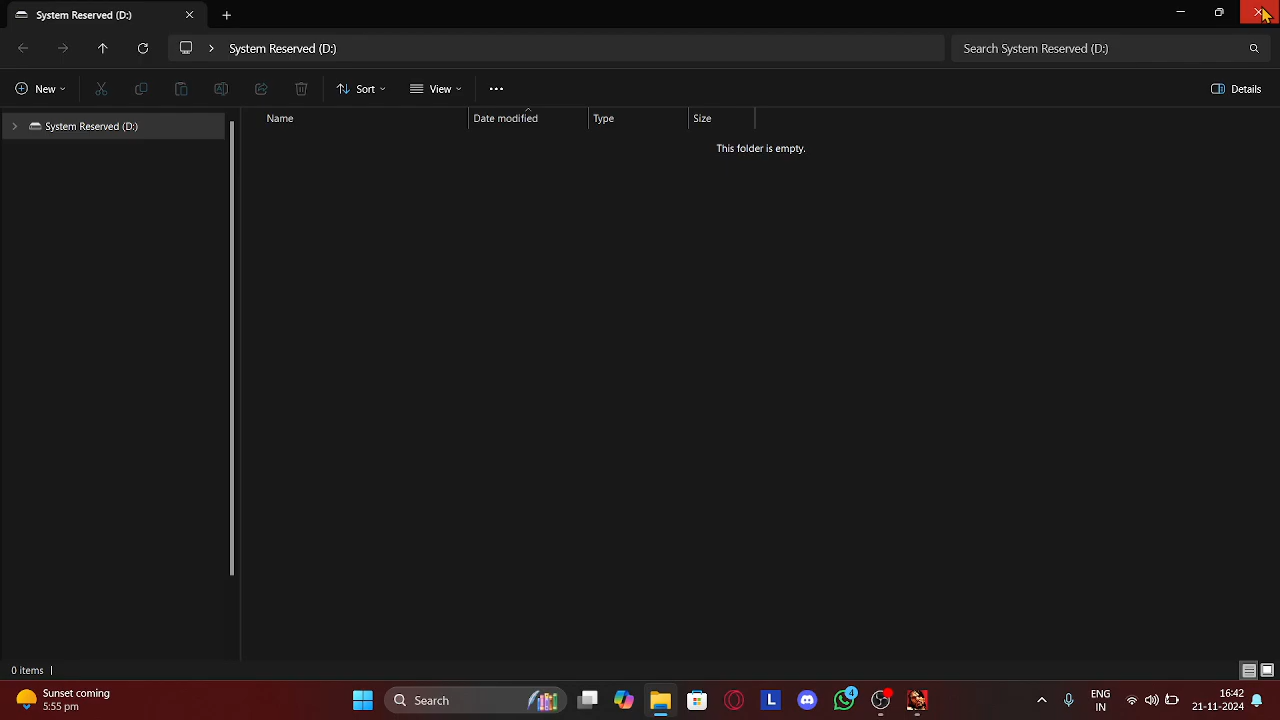 System Reserved (D:)
System Reserved (D:)
Search System Reserved (D:)
New
Sort
View
Details
System Reserved (D:)
Name
Date modified
Type
Size
This folder is empty.
0 items
Sunset coming
5:55 pm
Search
L
4
ENG
IN
16:42
21-11-2024